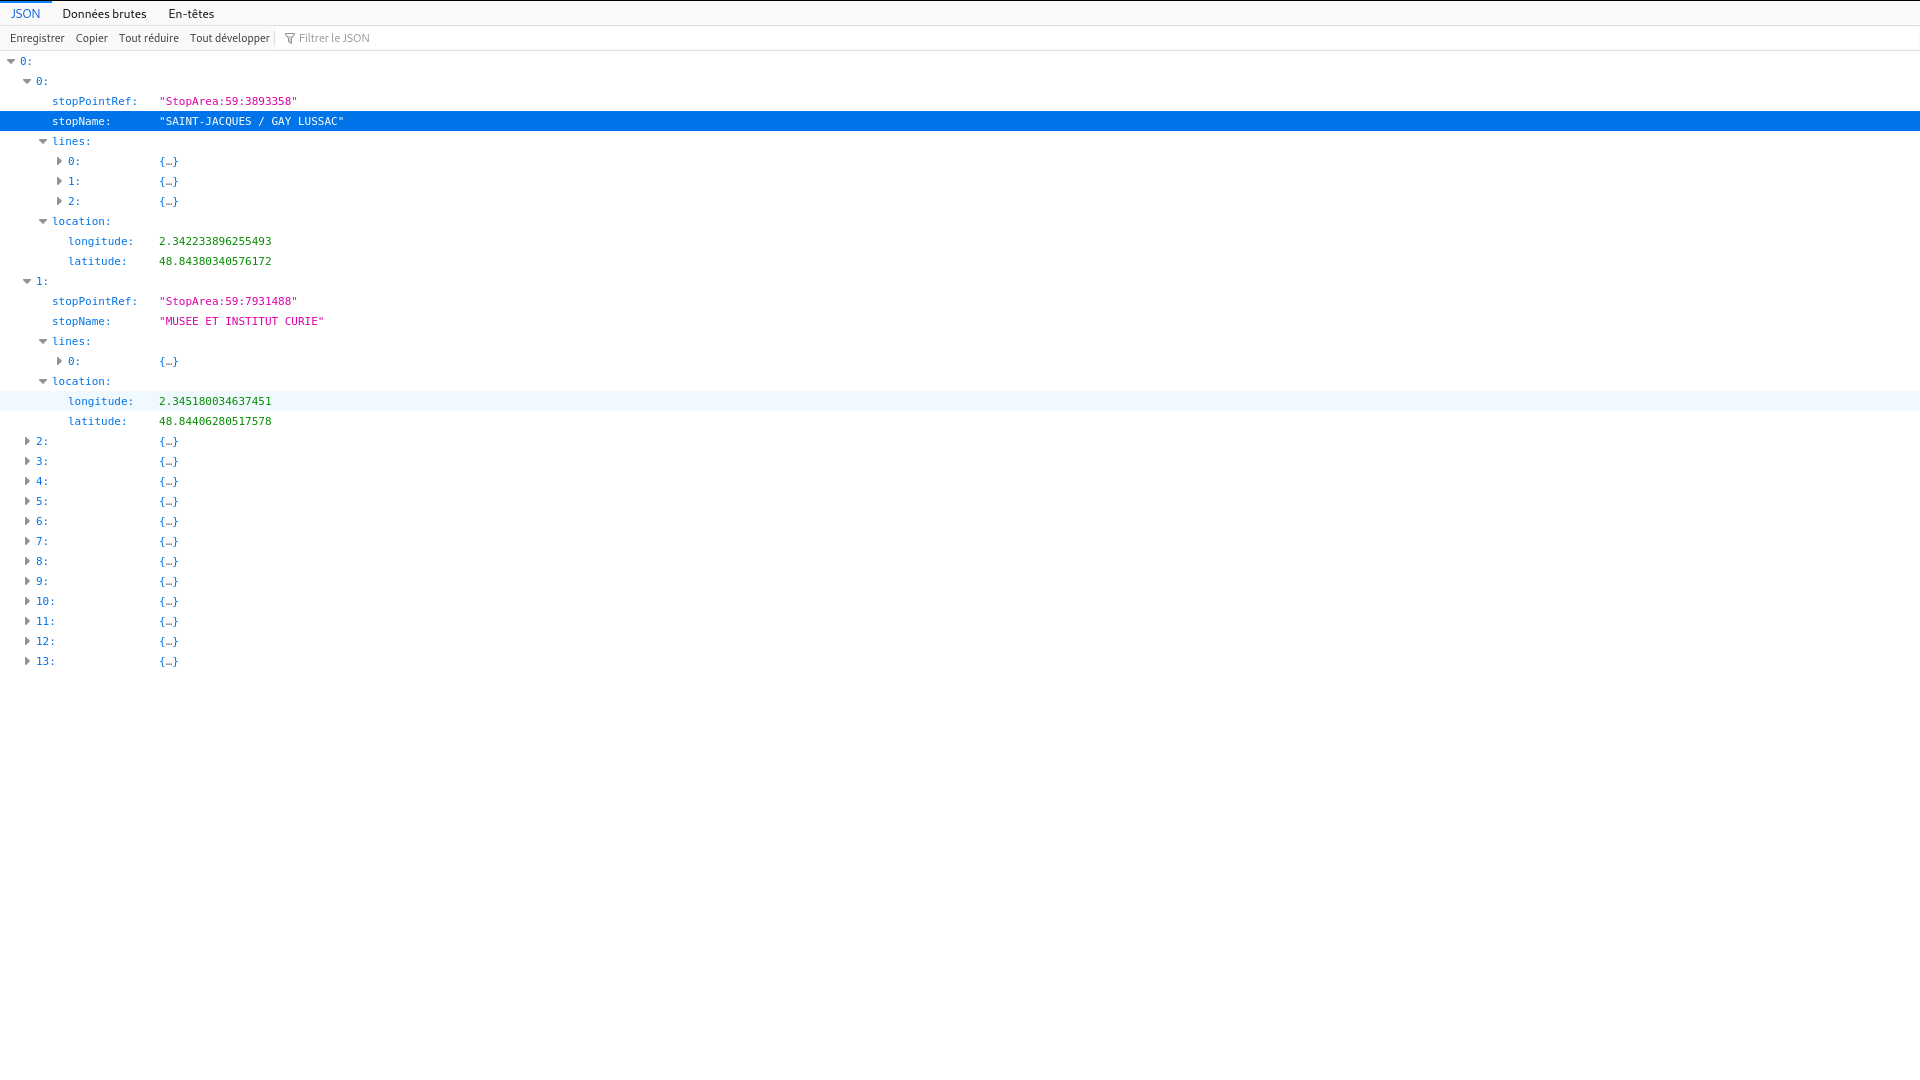 JSON Données brutes En-têtes
Enregistrer Copier Tout réduire Tout développer Filtrer le JSON
0:
0:
stopPointRef: "StopArea:59:3893358"
stopName: "SAINT-JACQUES / GAY LUSSAC"
lines:
0: {…}
1: {…}
2: {…}
location:
longitude: 2.342233896255493
latitude: 48.84380340576172
1:
stopPointRef: "StopArea:59:7931488"
stopName: "MUSEE ET INSTITUT CURIE"
lines:
0: {…}
location:
longitude: 2.345180034637451
latitude: 48.84406280517578
2: {…}
3: {…}
4: {…}
5: {…}
6: {…}
7: {…}
8: {…}
9: {…}
10: {…}
11: {…}
12: {…}
13: {…}